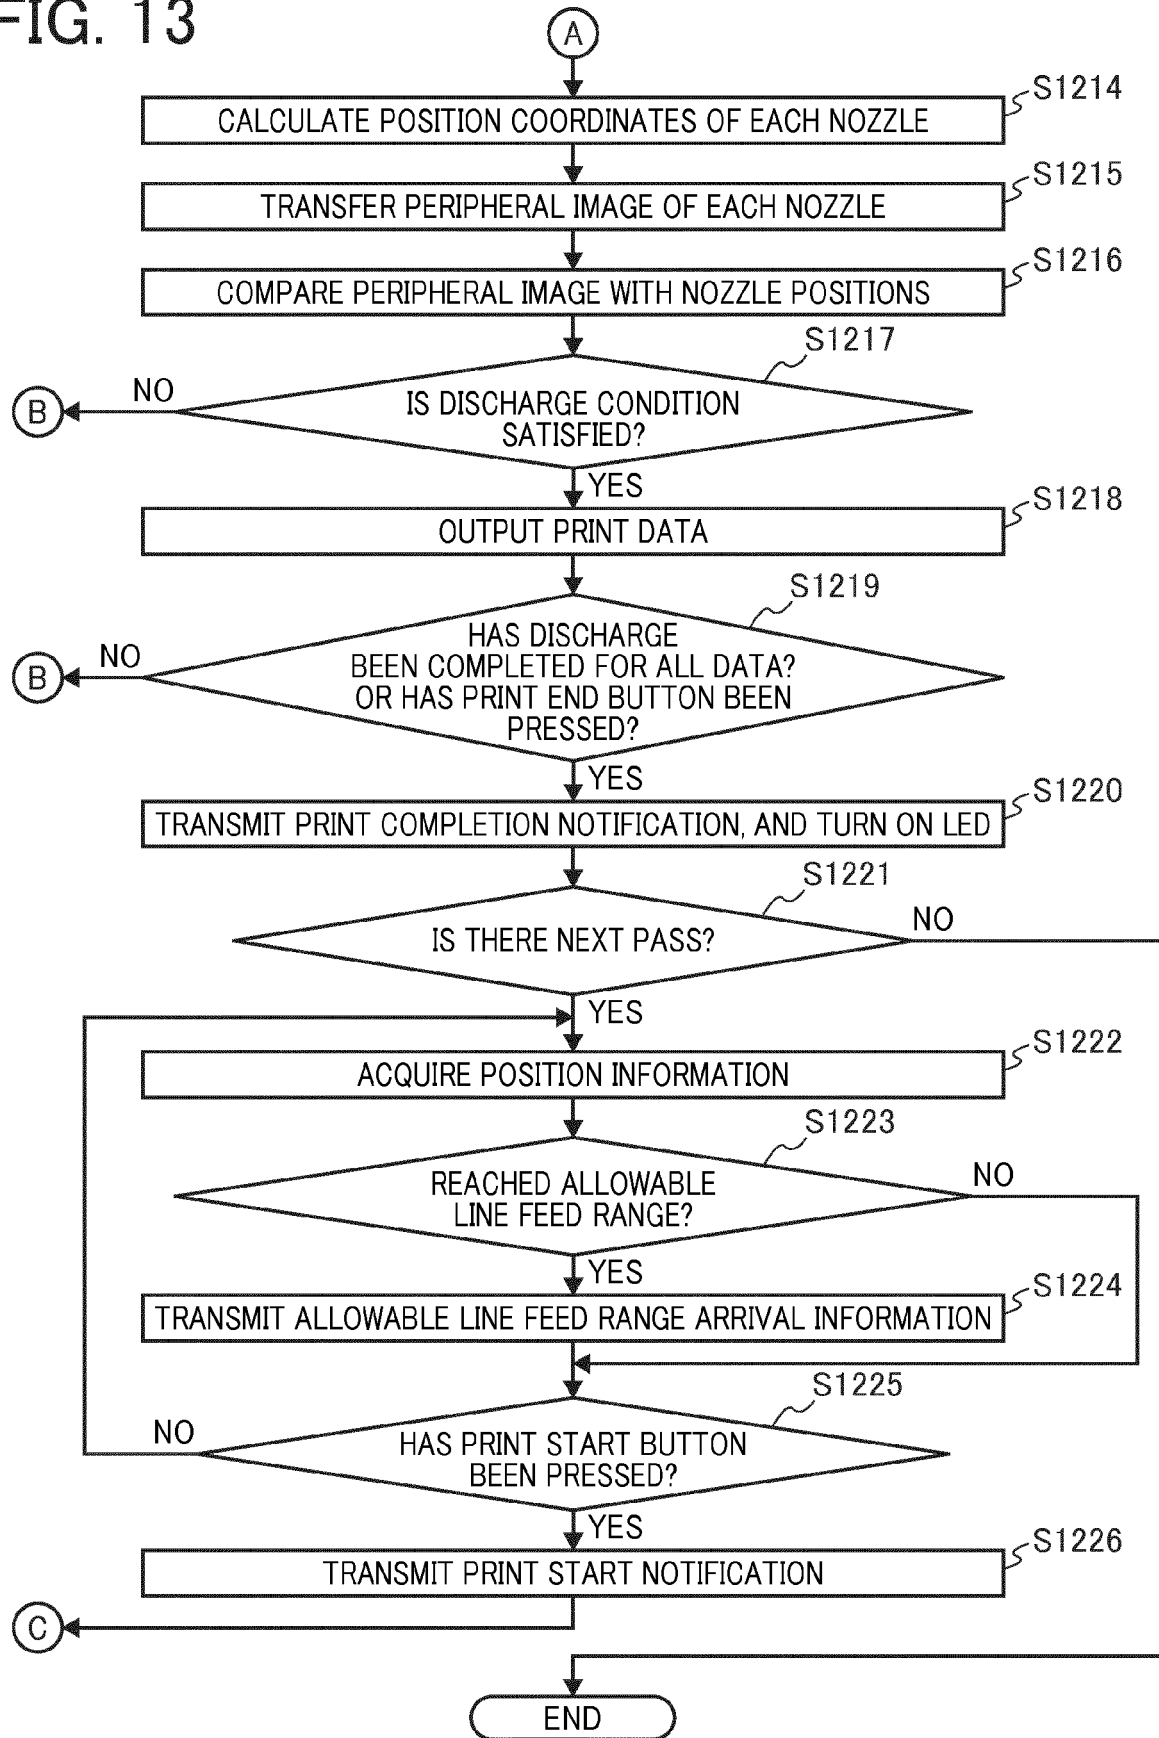 FIG. 13
A
S1214
CALCULATE POSITION COORDINATES OF EACH NOZZLE
S1215
TRANSFER PERIPHERAL IMAGE OF EACH NOZZLE
S1216
COMPARE PERIPHERAL IMAGE WITH NOZZLE POSITIONS
S1217
NO
B
IS DISCHARGE CONDITION
SATISFIED?
YES
S1218
OUTPUT PRINT DATA
S1219
HAS DISCHARGE
BEEN COMPLETED FOR ALL DATA?
OR HAS PRINT END BUTTON BEEN
PRESSED?
NO
B
YES
S1220
TRANSMIT PRINT COMPLETION NOTIFICATION, AND TURN ON LED
S1221
IS THERE NEXT PASS?
NO
YES
S1222
ACQUIRE POSITION INFORMATION
S1223
REACHED ALLOWABLE
LINE FEED RANGE?
NO
YES
S1224
TRANSMIT ALLOWABLE LINE FEED RANGE ARRIVAL INFORMATION
S1225
NO
HAS PRINT START BUTTON
BEEN PRESSED?
YES
S1226
TRANSMIT PRINT START NOTIFICATION
C
END